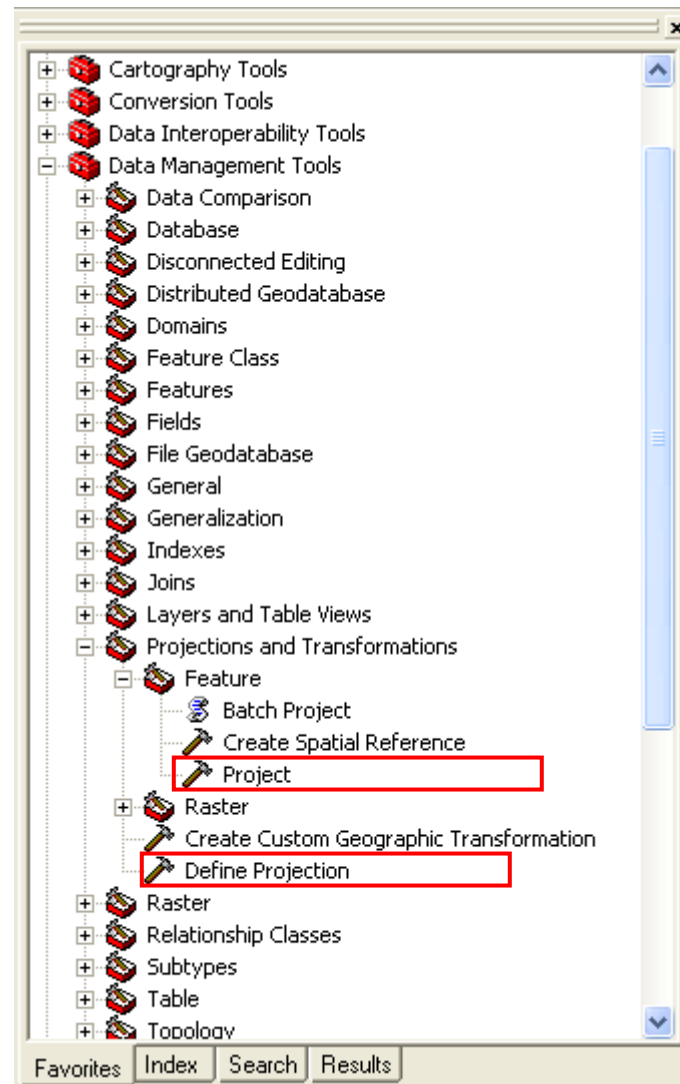 Cartography Tools
Conversion Tools
Data Interoperability Tools
Data Management Tools
Data Comparison
Database
Disconnected Editing
Distributed Geodatabase
Domains
Feature Class
Features
Fields
File Geodatabase
General
Generalization
Indexes
Joins
Layers and Table Views
Projections and Transformations
Feature
Batch Project
Create Spatial Reference
Project
Raster
Create Custom Geographic Transformation
Define Projection
Raster
Relationship Classes
Subtypes
Table
Topology
Favorites Index Search Results